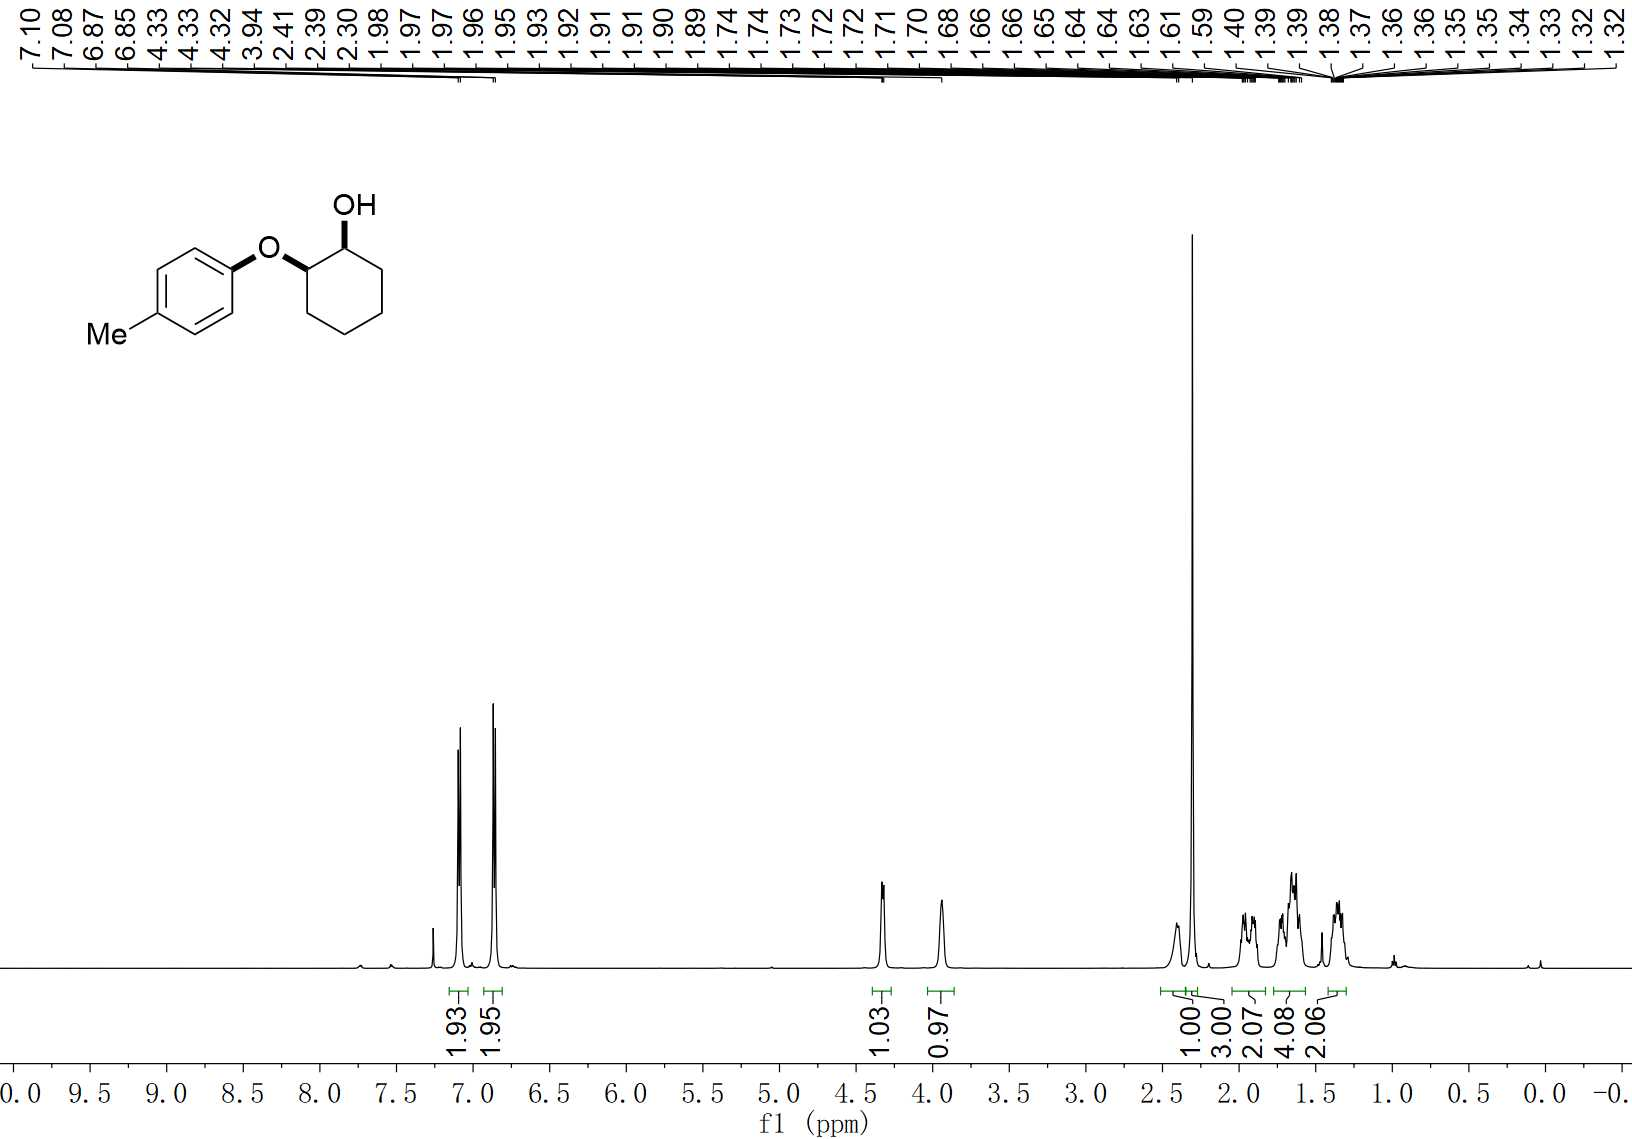 7.10 7.08 6.87 6.85 4.33 4.33 4.32 3.94 2.41 2.39 2.30 1.98 1.97 1.97 1.96 1.95 1.93 1.92 1.91 1.91 1.90 1.89 1.74 1.74 1.73 1.72 1.72 1.71 1.70 1.68 1.66 1.66 1.65 1.64 1.64 1.63 1.61 1.59 1.40 1.39 1.39 1.38 1.37 1.36 1.36 1.35 1.35 1.34 1.33 1.32 1.32
OH
O
Me
1.93 1.95 1.03 0.97 1.00 3.00 2.07 4.08 2.06
0.0 9.5 9.0 8.5 8.0 7.5 7.0 6.5 6.0 5.5 5.0 4.5 4.0 3.5 3.0 2.5 2.0 1.5 1.0 0.5 0.0 -0.
f1 (ppm)